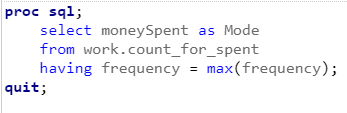 proc sql;
select moneySpent as Mode
from work.count_for_spent
having frequency = max(frequency);
quit;